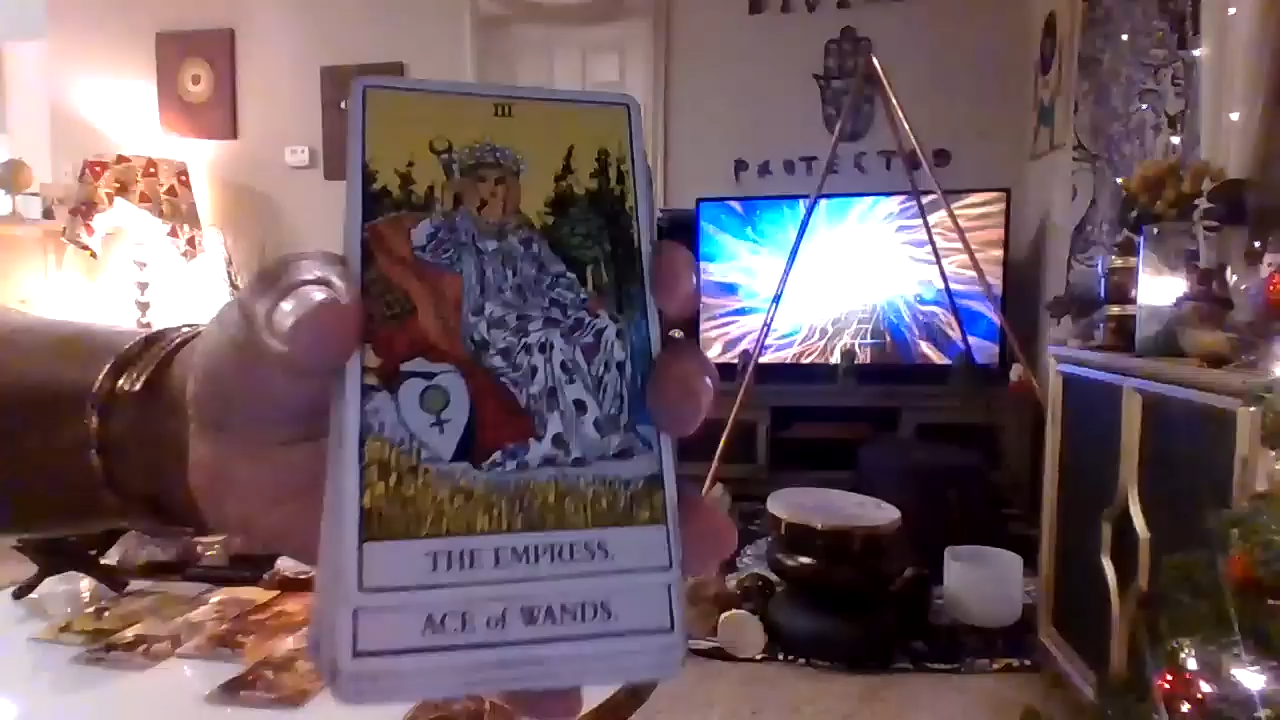 III
THE EMPRESS.
ACE of WANDS.
PROTECTED